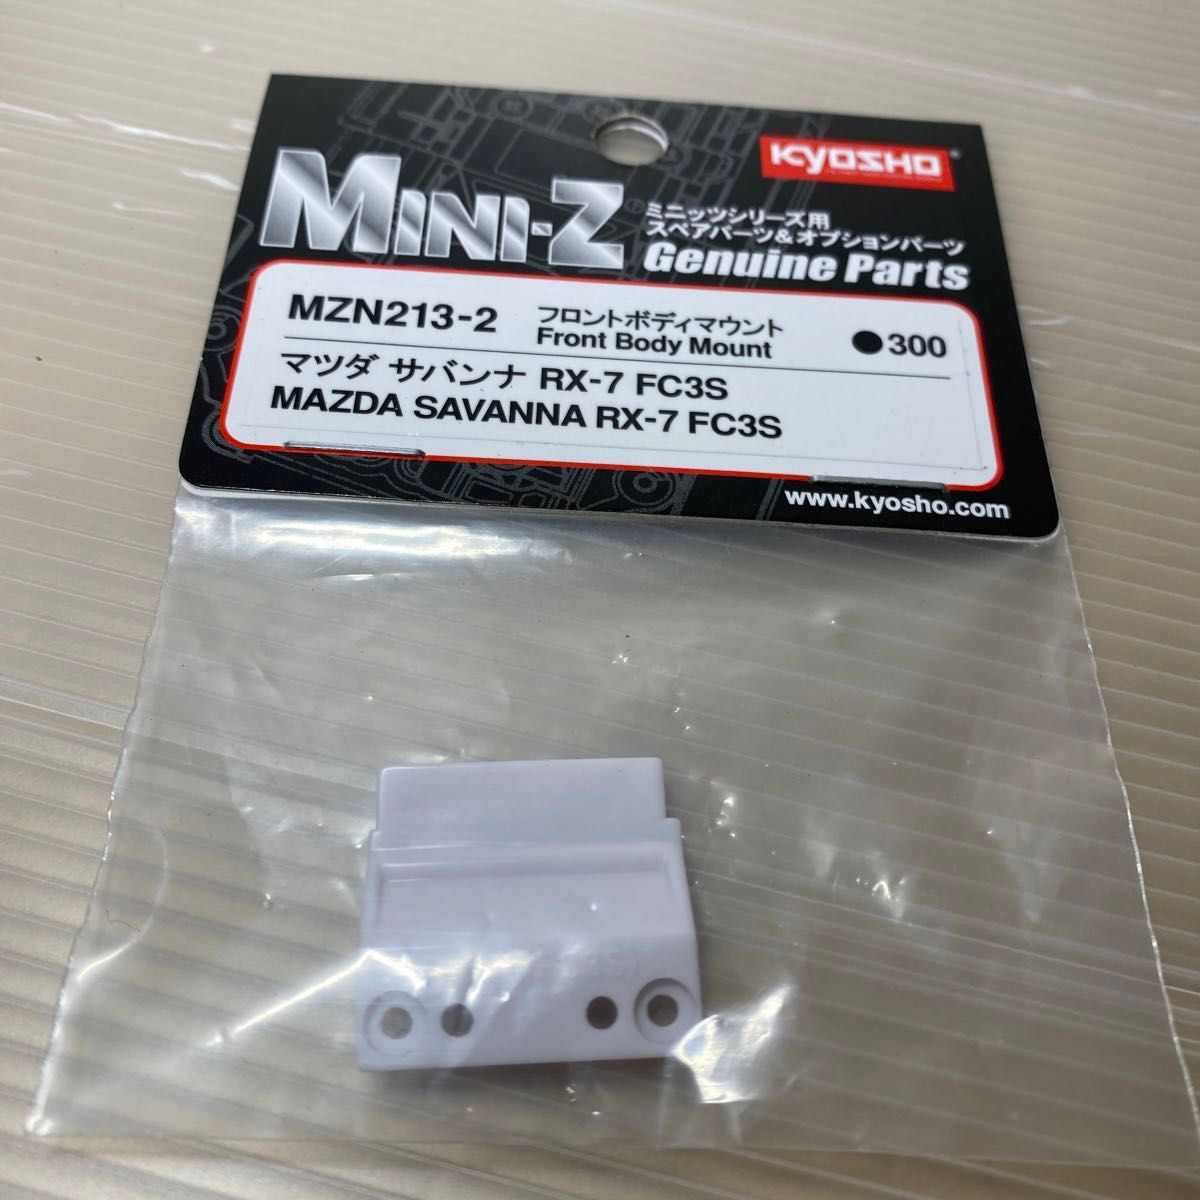 KYOSHO
MINI-Z
ミニッツシリーズ用
スペアパーツ&オプションパーツ
Genuine Parts
MZN213-2 フロントボディマウント
Front Body Mount ●300
マツダ サバンナ RX-7 FC3S
MAZDA SAVANNA RX-7 FC3S
www.kyosho.com